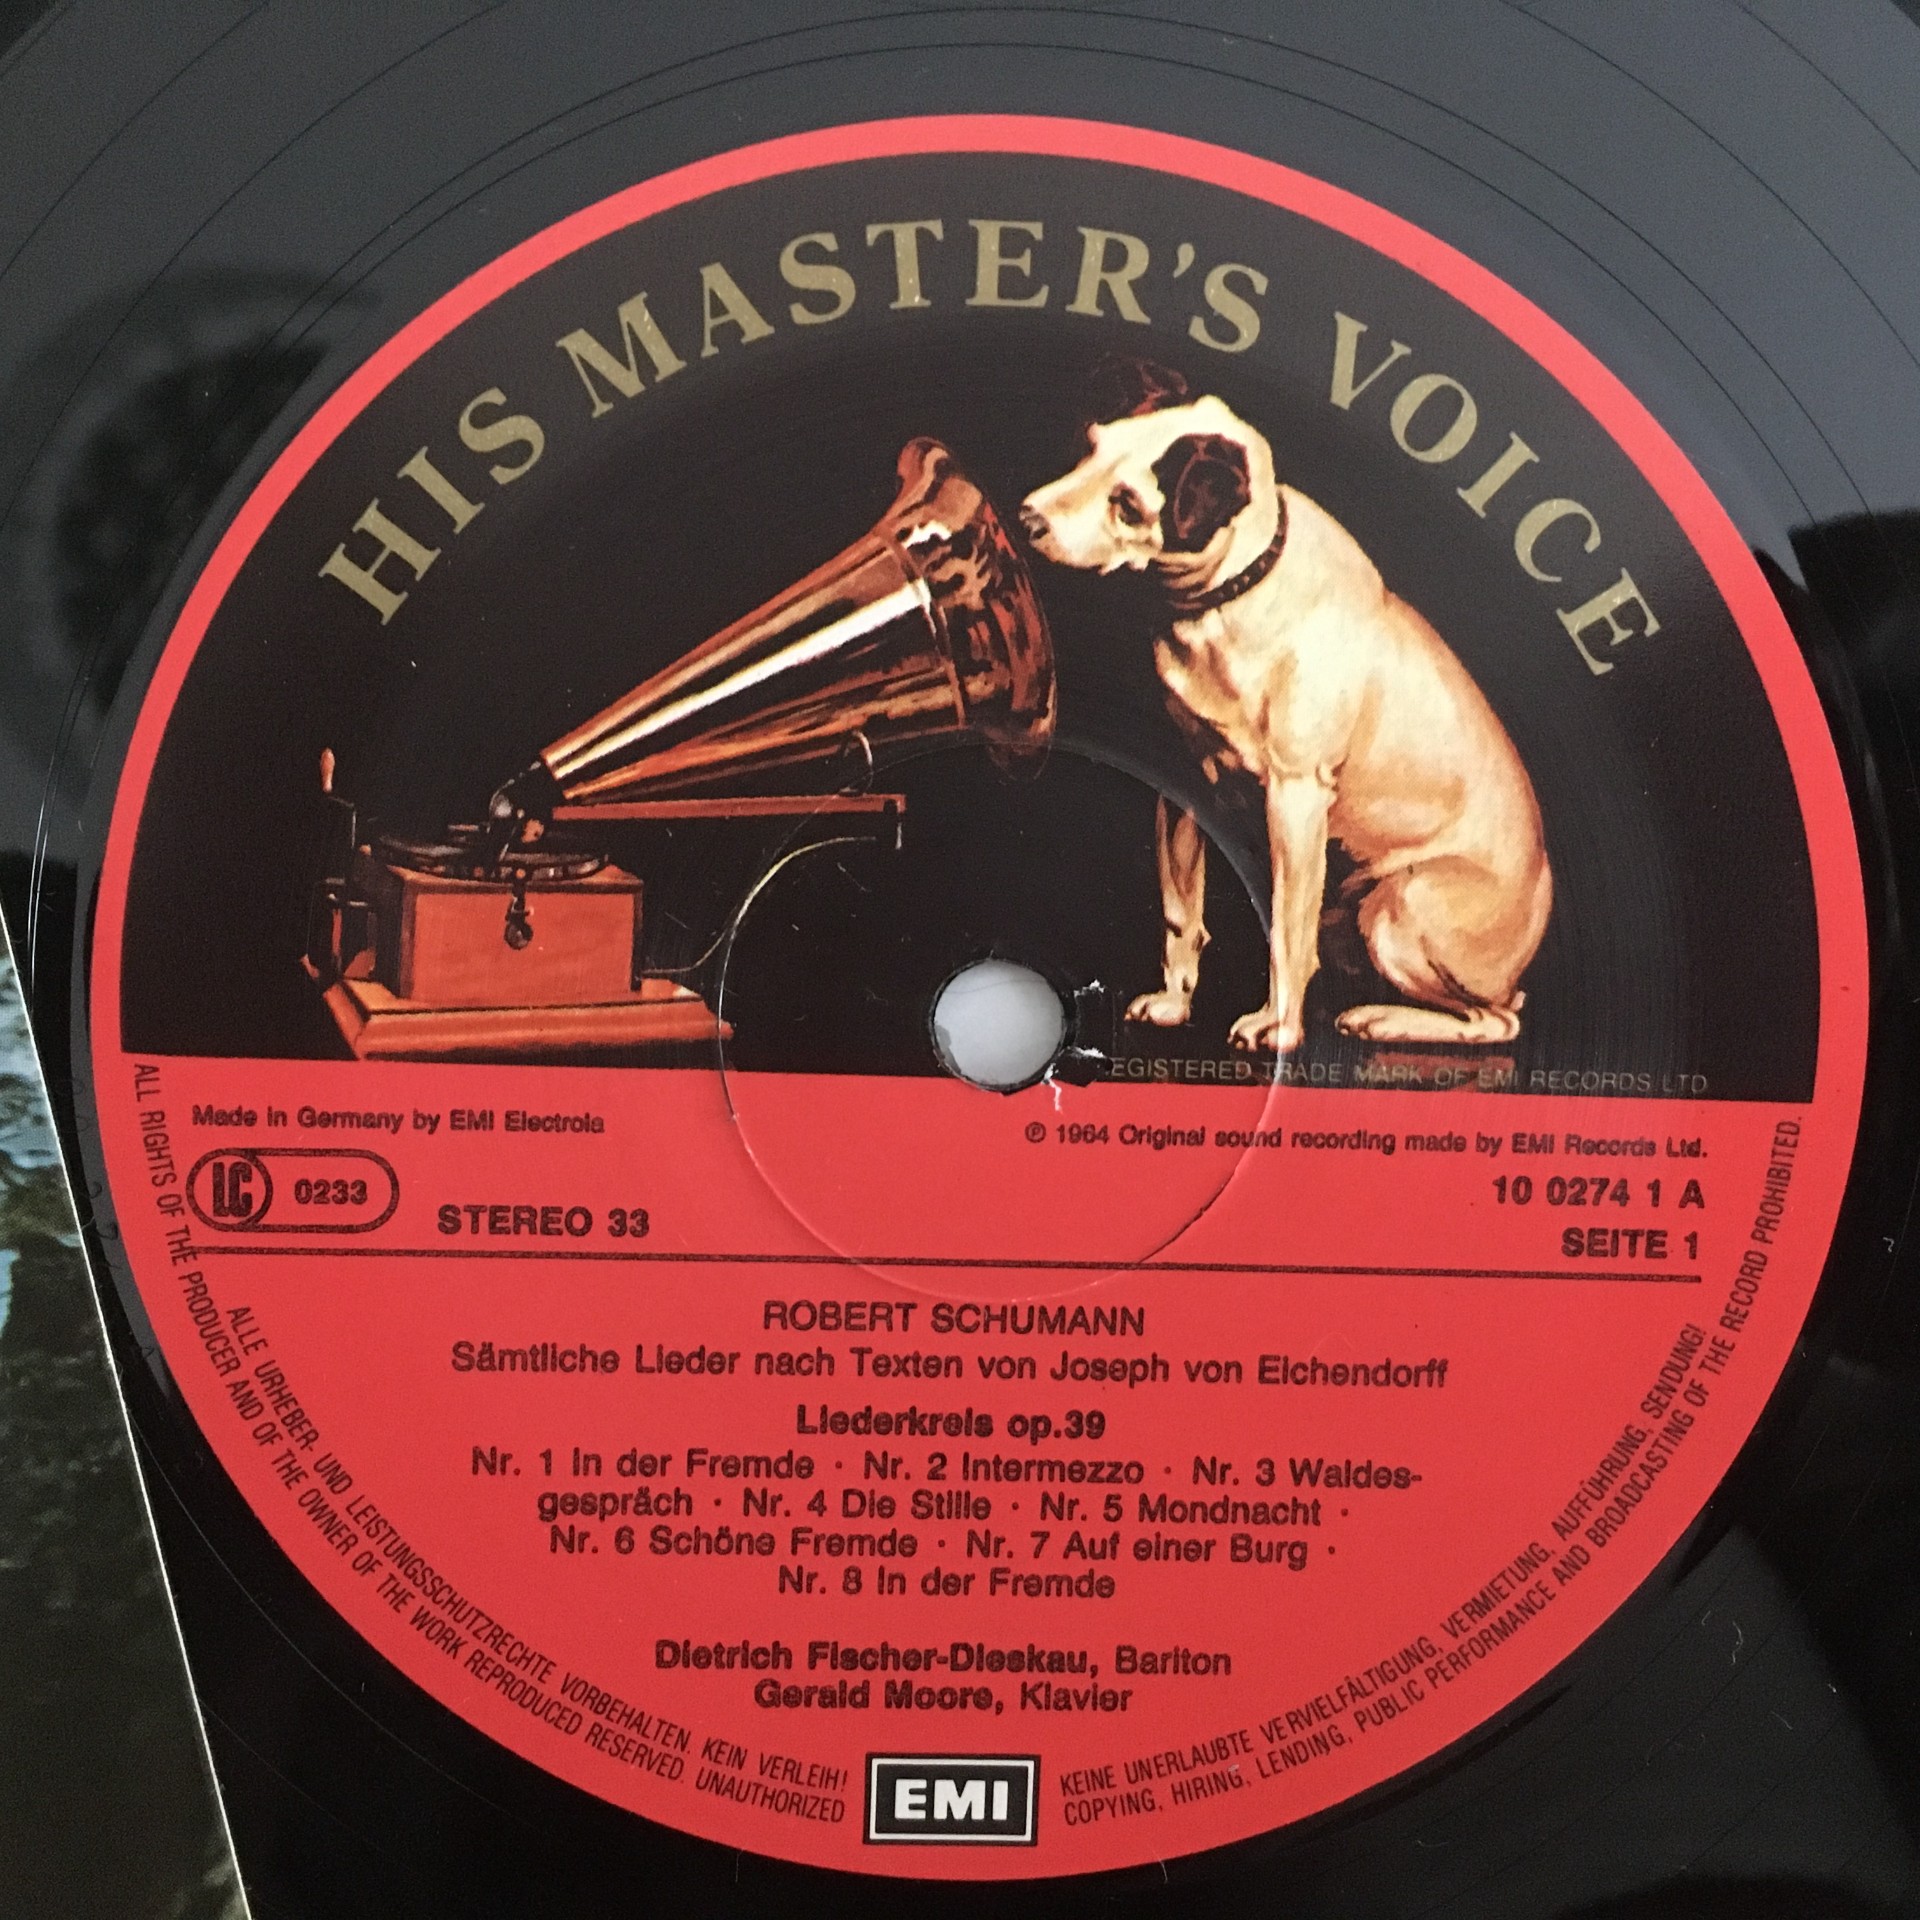 HIS MASTER'S VOICE
EGISTERED TRADE MARK OF EMI RECORDS LTD
Made in Germany by EMI Electrola
℗ 1964 Original sound recording made by EMI Records Ltd.
LC 0233
STEREO 33
10 0274 1 A
SEITE 1
ROBERT SCHUMANN
Sämtliche Lieder nach Texten von Joseph von Eichendorff
Liederkreis op.39
Nr. 1 In der Fremde · Nr. 2 Intermezzo · Nr. 3 Waldes-
gespräch · Nr. 4 Die Stille · Nr. 5 Mondnacht ·
Nr. 6 Schöne Fremde · Nr. 7 Auf einer Burg ·
Nr. 8 In der Fremde
Dietrich Fischer-Dieskau, Bariton
Gerald Moore, Klavier
EMI
ALLE URHEBER- UND LEISTUNGSSCHUTZRECHTE VORBEHALTEN. KEIN VERLEIH! KEINE UNERLAUBTE VERVIELFÄLTIGUNG, VERMIETUNG, AUFFÜHRUNG, SENDUNG!
ALL RIGHTS OF THE PRODUCER AND OF THE OWNER OF THE WORK REPRODUCED RESERVED. UNAUTHORIZED COPYING, HIRING, LENDING, PUBLIC PERFORMANCE AND BROADCASTING OF THE RECORD PROHIBITED.